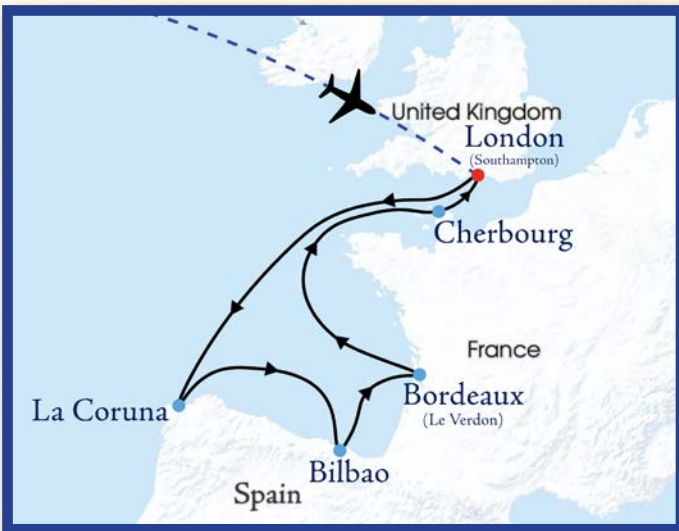 United Kingdom
London
(Southampton)
Cherbourg
France
Bordeaux
(Le Verdon)
La Coruna
Bilbao
Spain